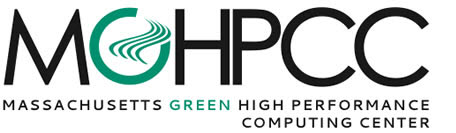 MGHPCC
MASSACHUSETTS GREEN HIGH PERFORMANCE
COMPUTING CENTER